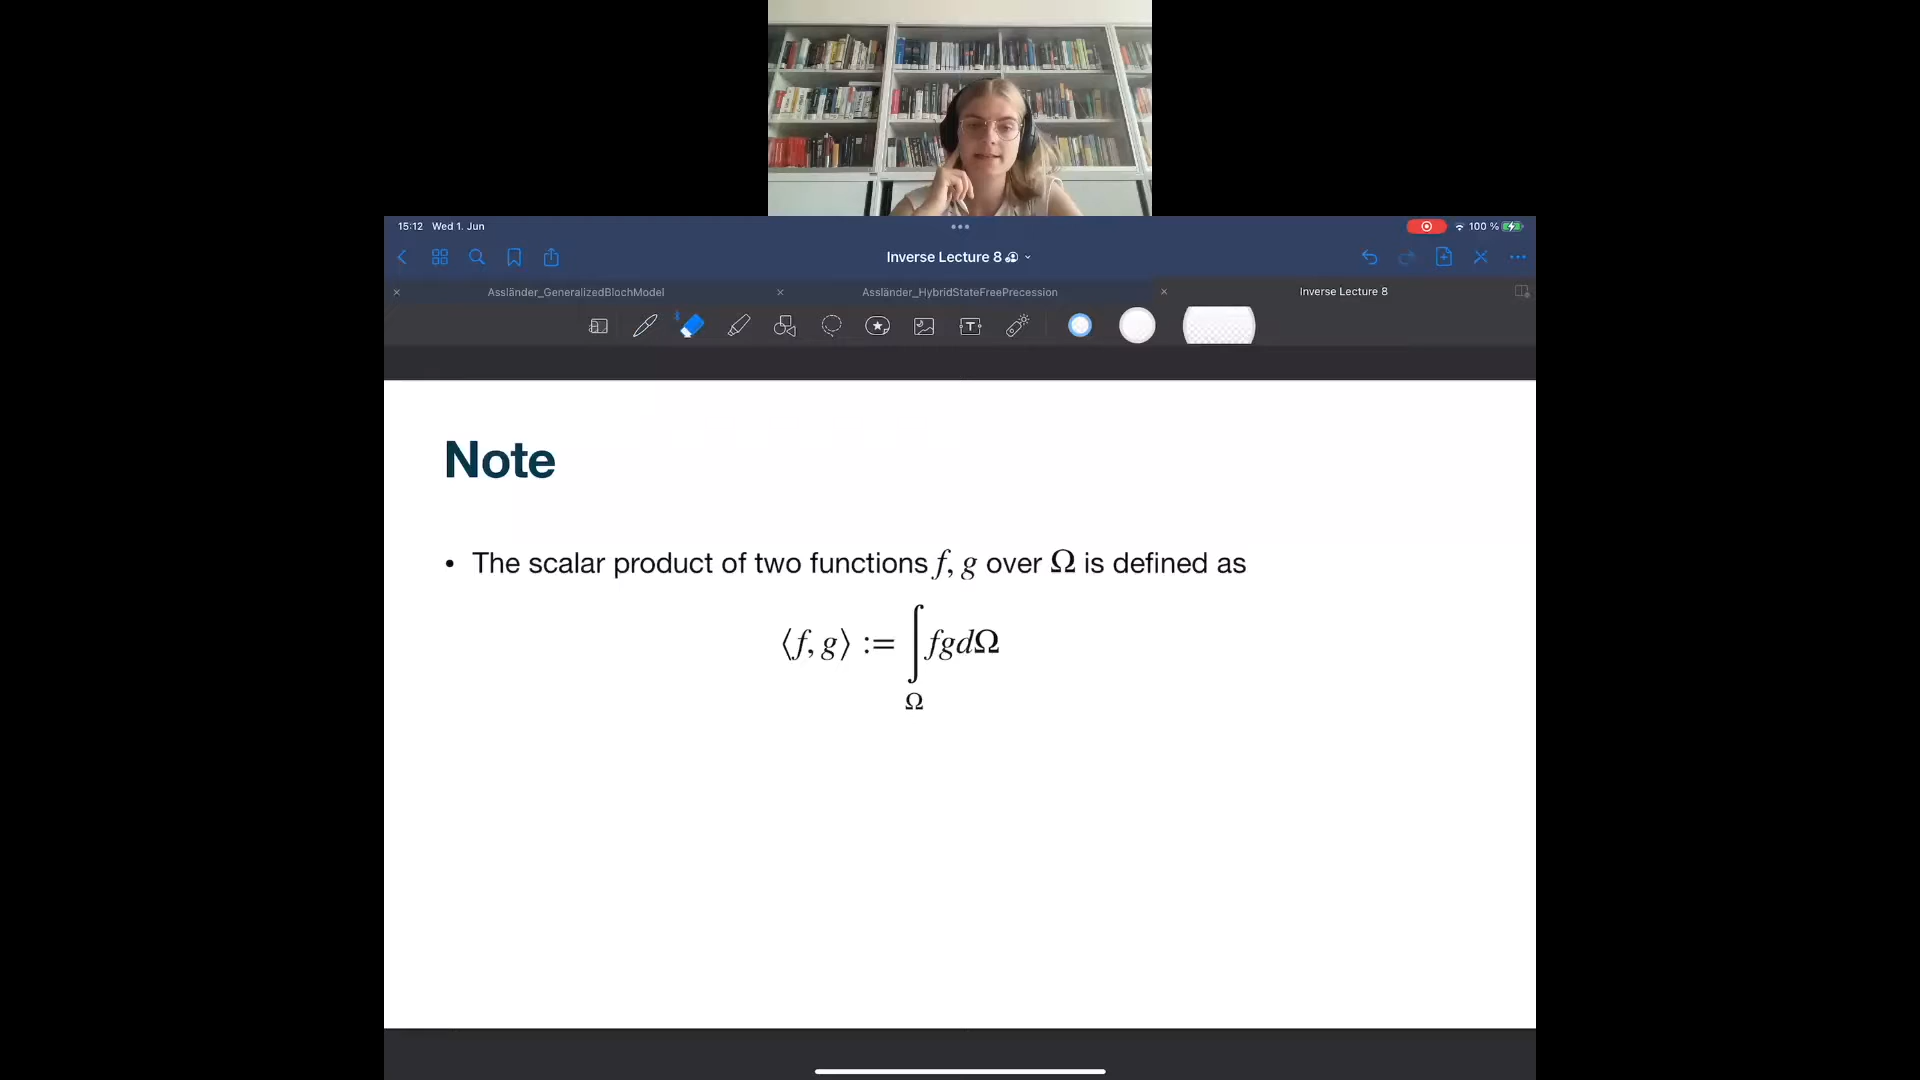 15:12 Wed 1. Jun
100 %
Inverse Lecture 8
Assländer_GeneralizedBlochModel
Assländer_HybridStateFreePrecession
Inverse Lecture 8
Note
• The scalar product of two functions f, g over Ω is defined as
⟨f, g⟩ := ∫ fgdΩ
Ω